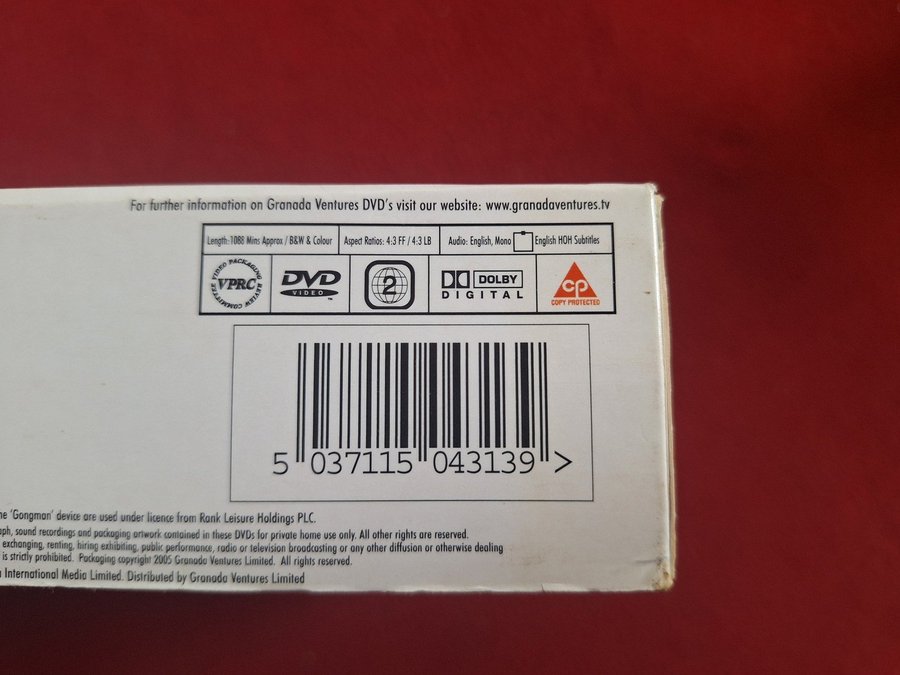 For further information on Granada Ventures DVD's visit our website: www.granadaventures.tv
Length:1088 Mins Approx / B&W & Colour Aspect Ratios: 4:3 FF / 4:3 LB Audio: English, Mono English HOH Subtitles
VIDEO PACKAGING REVIEW COMMITTEE VPRC
DVD VIDEO ™
2
DOLBY DIGITAL
cp COPY PROTECTED
5 037115 043139 >
'Gongman' device are used under licence from Rank Leisure Holdings PLC.
sound recordings and packaging artwork contained in these DVDs for private home use only. All other rights are reserved.
exchanging, renting, hiring exhibiting, public performance, radio or television broadcasting or any other diffusion or otherwise dealing
is strictly prohibited. Packaging copyright 2005 Granada Ventures Limited. All rights reserved.
International Media Limited. Distributed by Granada Ventures Limited